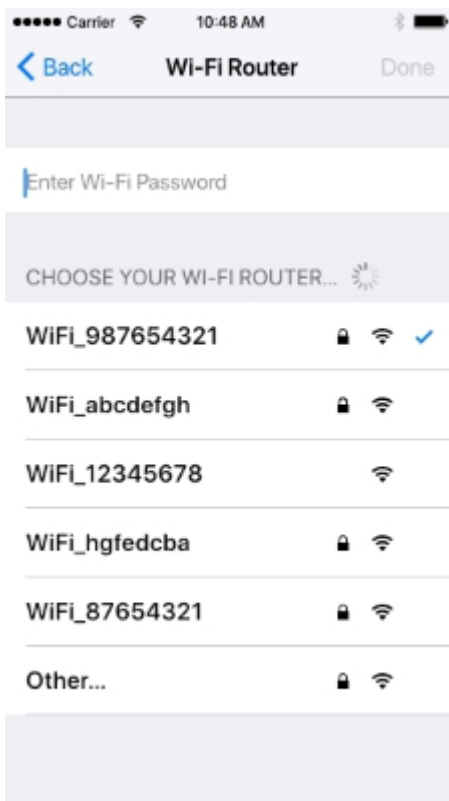 Carrier 10:48 AM
Back Wi-Fi Router Done
Enter Wi-Fi Password
CHOOSE YOUR WI-FI ROUTER...
WiFi_987654321
WiFi_abcdefgh
WiFi_12345678
WiFi_hgfedcba
WiFi_87654321
Other...